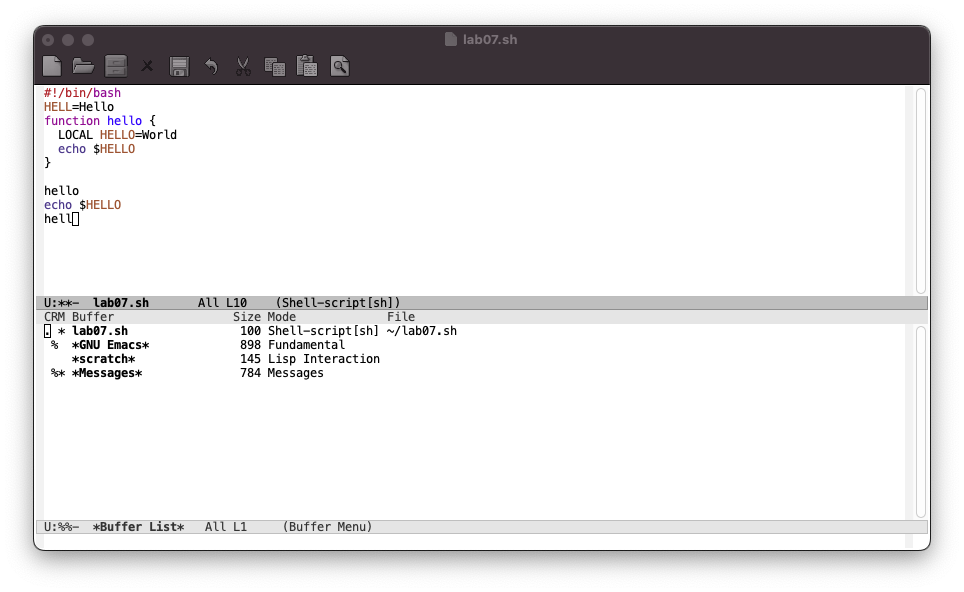 lab07.sh
#!/bin/bash
HELL=Hello
function hello {
  LOCAL HELLO=World
  echo $HELLO
}
hello
echo $HELLO
hell
U:**-  lab07.sh       All L10    (Shell-script[sh])
CRM Buffer                 Size Mode             File
. * lab07.sh                100 Shell-script[sh] ~/lab07.sh
 %  *GNU Emacs*             898 Fundamental
    *scratch*               145 Lisp Interaction
 %* *Messages*              784 Messages
U:%%-  *Buffer List*   All L1     (Buffer Menu)